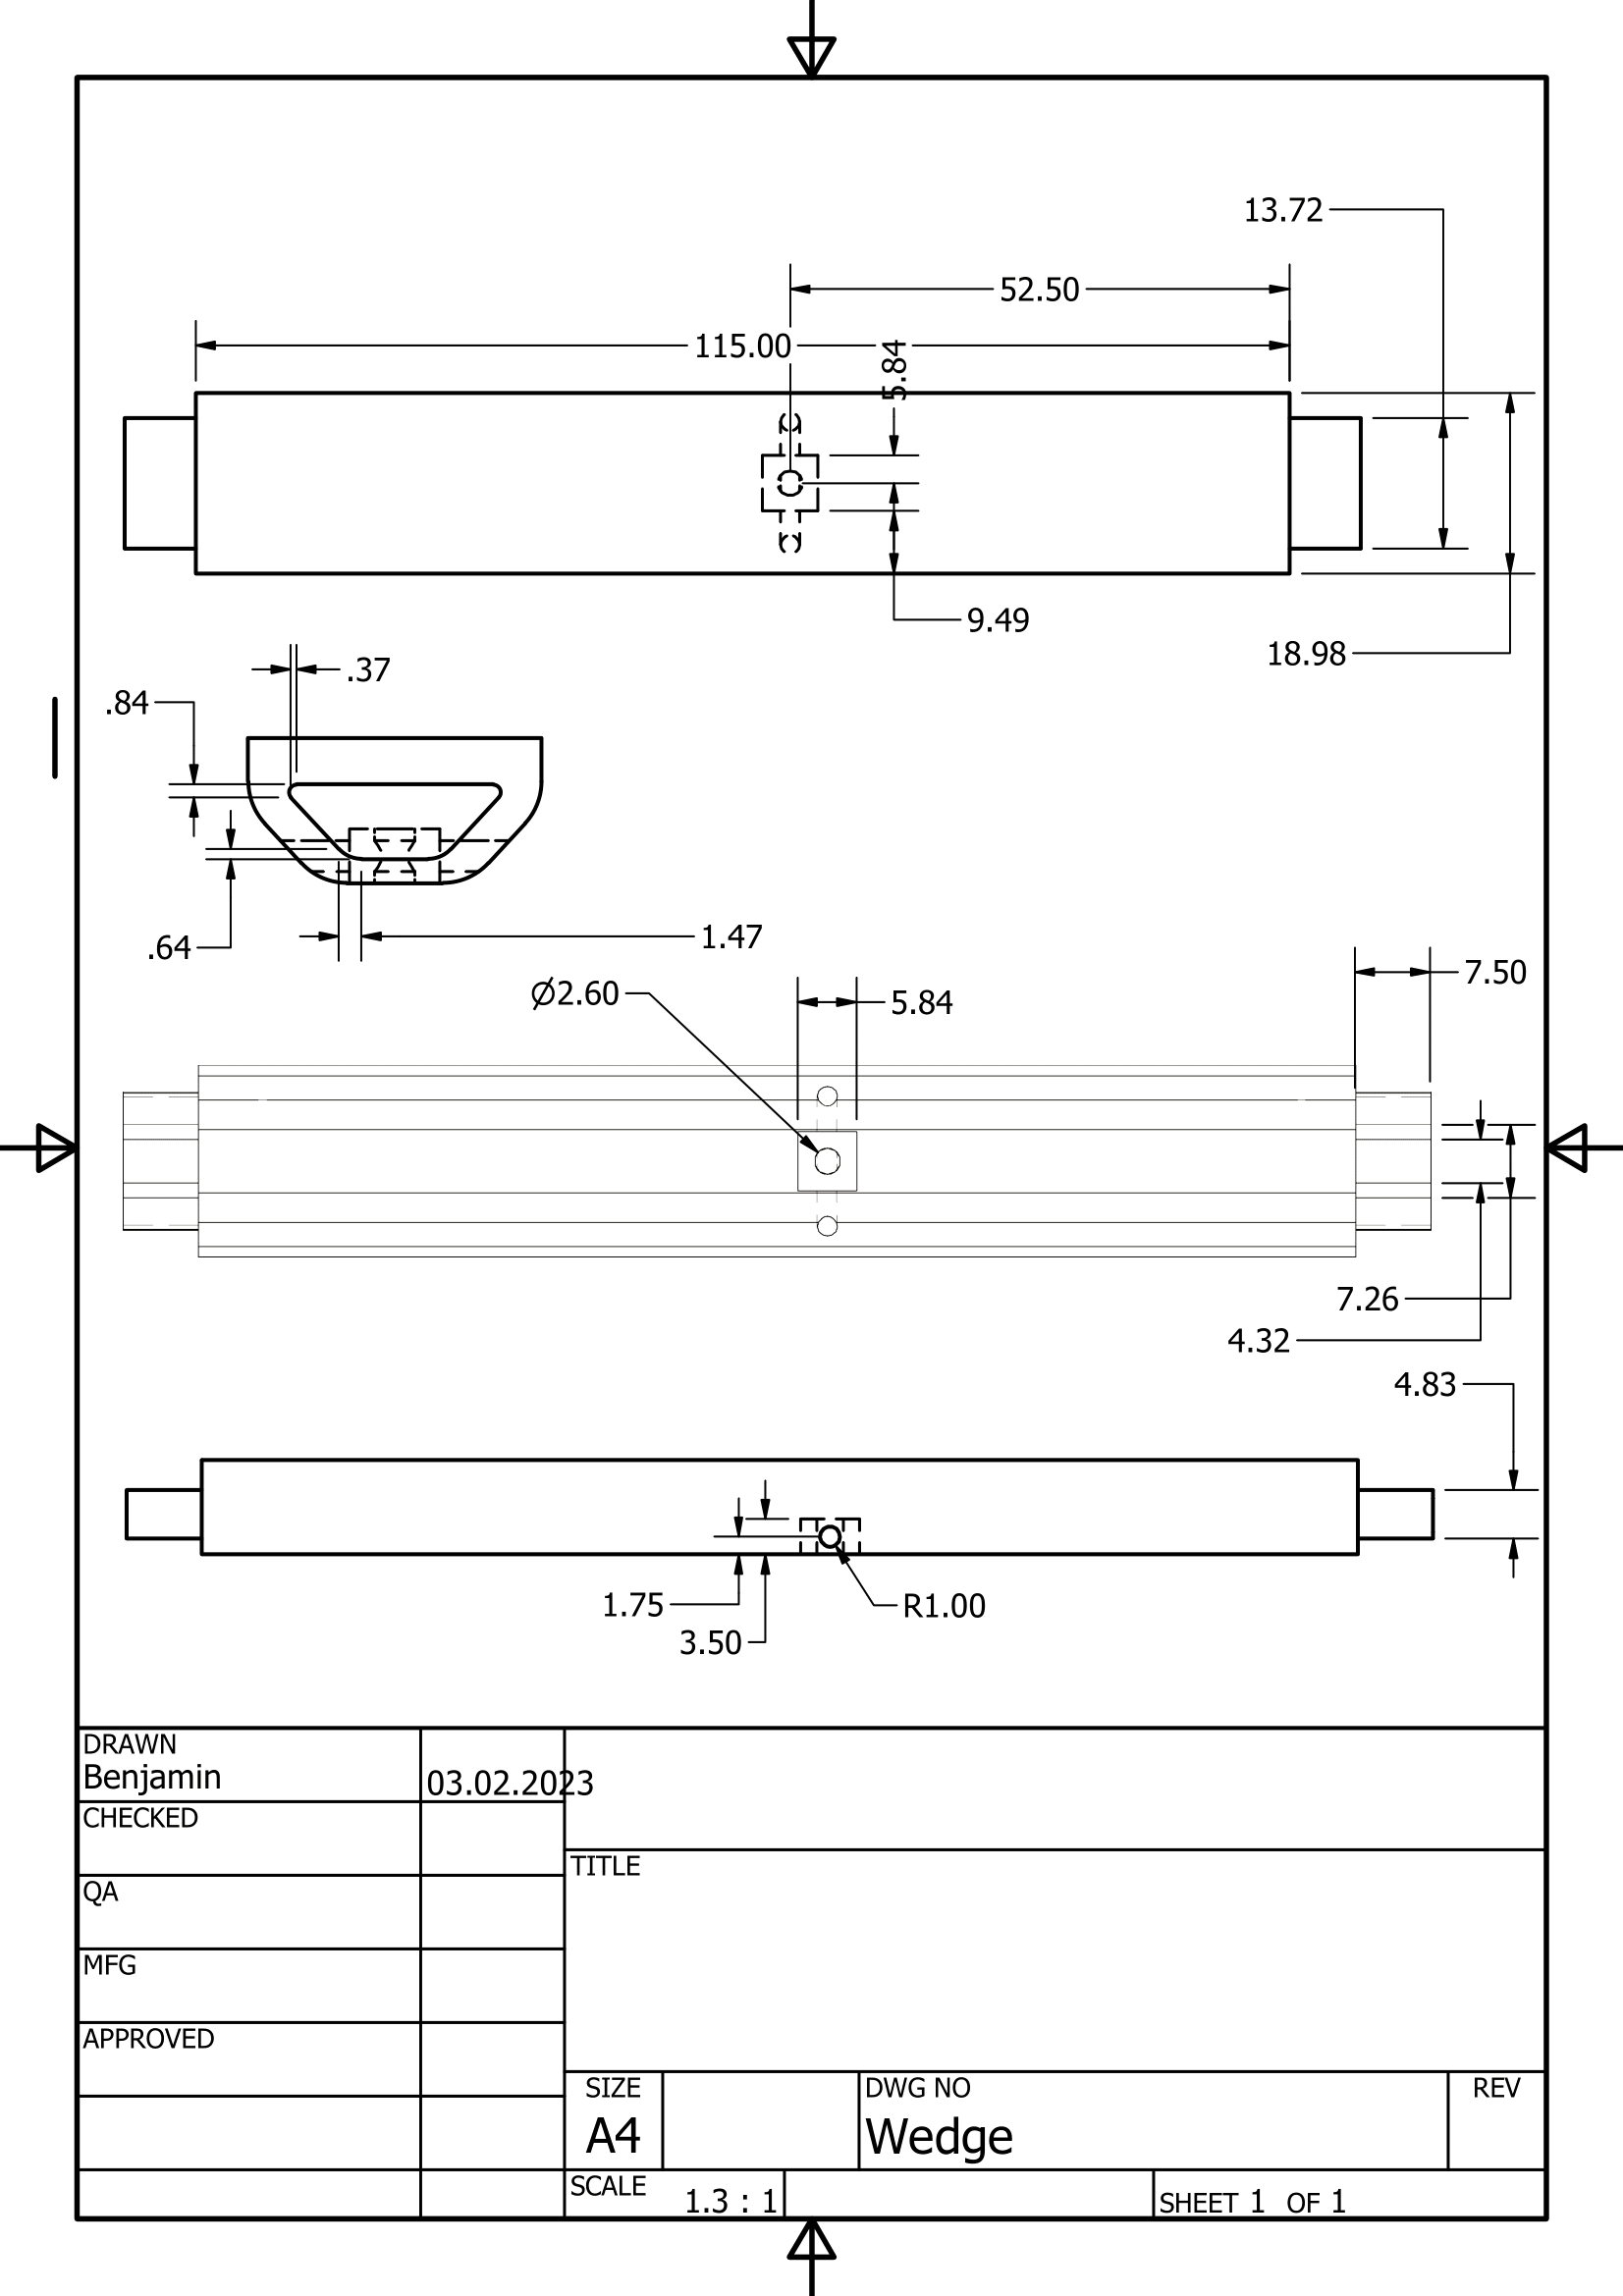 13.72
52.50
115.00
5.84
9.49
18.98
.37
.84
.64
1.47
7.50
Ø2.60
5.84
7.26
4.32
4.83
1.75
R1.00
3.50
DRAWN
Benjamin
03.02.2023
CHECKED
TITLE
QA
MFG
APPROVED
SIZE
DWG NO
REV
A4
Wedge
SCALE
1.3 : 1
SHEET 1 OF 1